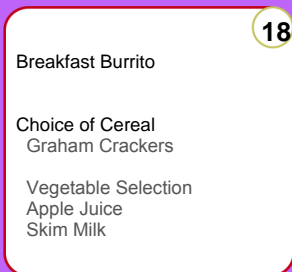 18
Breakfast Burrito
Choice of Cereal
Graham Crackers
Vegetable Selection
Apple Juice
Skim Milk